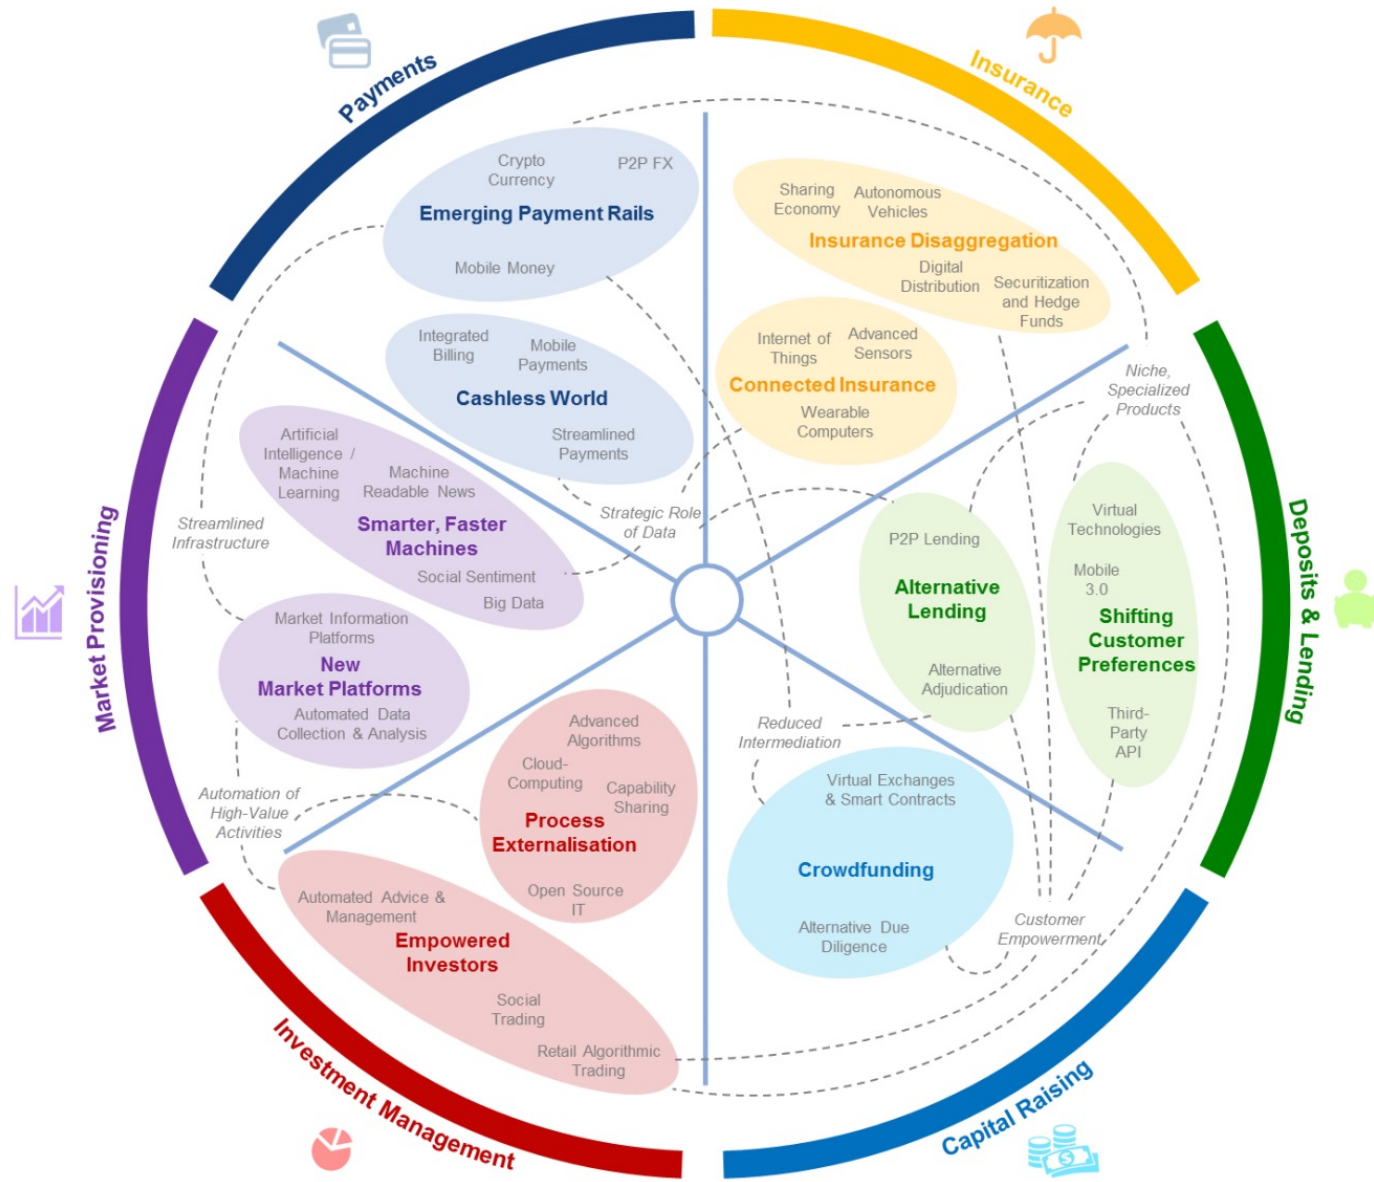 Payments
Crypto
Currency
P2P FX
Emerging Payment Rails
Mobile Money
Integrated
Billing
Mobile
Payments
Cashless World
Streamlined
Payments
Insurance
Sharing
Economy
Autonomous
Vehicles
Insurance Disaggregation
Digital
Distribution
Securitization
and Hedge
Funds
Internet of
Things
Advanced
Sensors
Connected Insurance
Wearable
Computers
Niche,
Specialized
Products
Deposits & Lending
P2P Lending
Alternative
Lending
Alternative
Adjudication
Virtual
Technologies
Mobile
3.0
Shifting
Customer
Preferences
Third-
Party
API
Market Provisioning
Artificial
Intelligence /
Machine
Learning
Machine
Readable News
Smarter, Faster
Machines
Social Sentiment
Big Data
Strategic Role
of Data
Streamlined
Infrastructure
Market Information
Platforms
New
Market Platforms
Automated Data
Collection & Analysis
Automation of
High-Value
Activities
Reduced
Intermediation
Investment Management
Advanced
Algorithms
Cloud-
Computing
Capability
Sharing
Process
Externalisation
Open Source
IT
Automated Advice &
Management
Empowered
Investors
Social
Trading
Retail Algorithmic
Trading
Capital Raising
Virtual Exchanges
& Smart Contracts
Crowdfunding
Alternative Due
Diligence
Customer
Empowerment
$